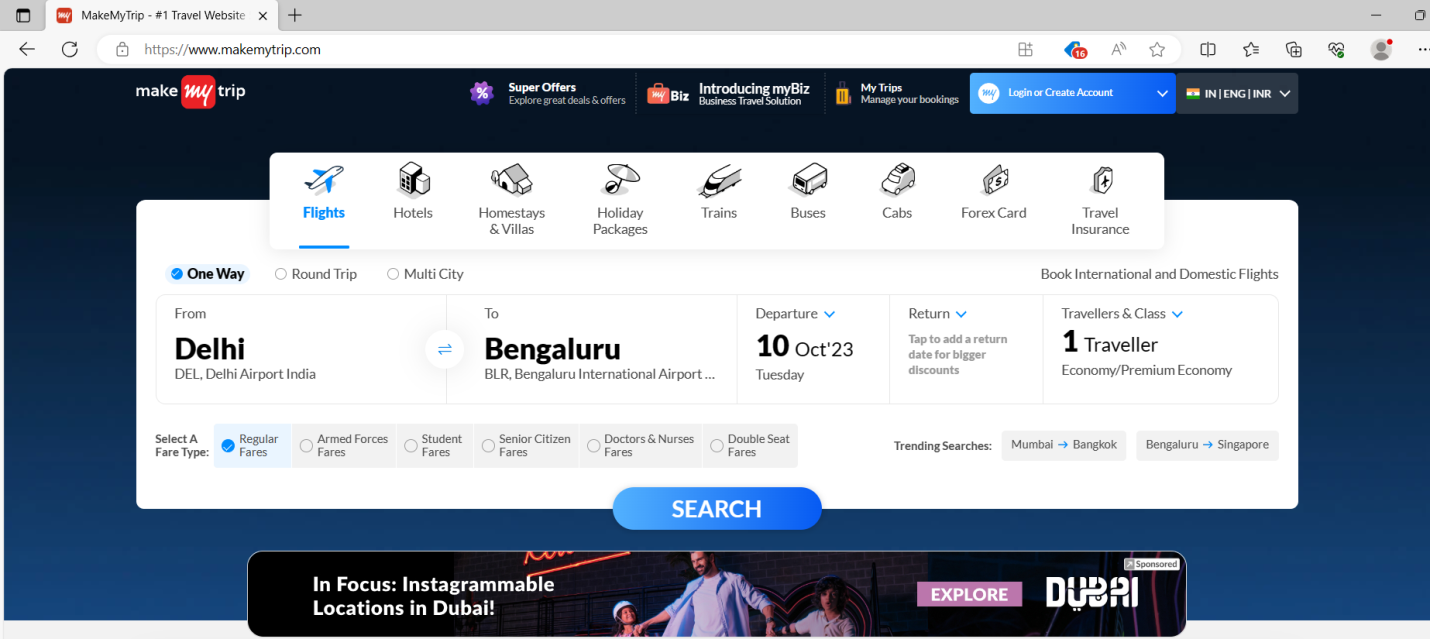 MakeMyTrip - #1 Travel Website
https://www.makemytrip.com
16
make my trip
%
Super Offers
Explore great deals & offers
my Biz
Introducing myBiz
Business Travel Solution
My Trips
Manage your bookings
my
Login or Create Account
IN | ENG | INR
Flights
Hotels
Homestays
& Villas
Holiday
Packages
Trains
Buses
Cabs
Forex Card
Travel
Insurance
One Way
Round Trip
Multi City
Book International and Domestic Flights
From
Delhi
DEL, Delhi Airport India
To
Bengaluru
BLR, Bengaluru International Airport ...
Departure
10 Oct'23
Tuesday
Return
Tap to add a return
date for bigger
discounts
Travellers & Class
1 Traveller
Economy/Premium Economy
Select A
Fare Type:
Regular
Fares
Armed Forces
Fares
Student
Fares
Senior Citizen
Fares
Doctors & Nurses
Fares
Double Seat
Fares
Trending Searches:
Mumbai → Bangkok
Bengaluru → Singapore
SEARCH
In Focus: Instagrammable
Locations in Dubai!
EXPLORE
DUBAI
Sponsored